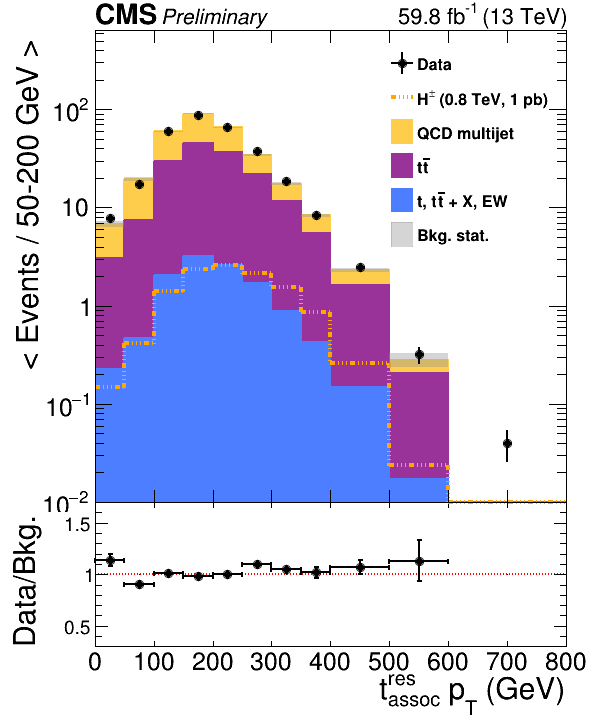 CMS Preliminary 59.8 fb⁻¹ (13 TeV)
< Events / 50-200 GeV >
10²
10
1
10⁻¹
10⁻²
Data
H± (0.8 TeV, 1 pb)
QCD multijet
tt̄
t, tt̄ + X, EW
Bkg. stat.
Data/Bkg.
1.5
1
0.5
0 100 200 300 400 500 600 700 800
t^res_assoc p_T (GeV)